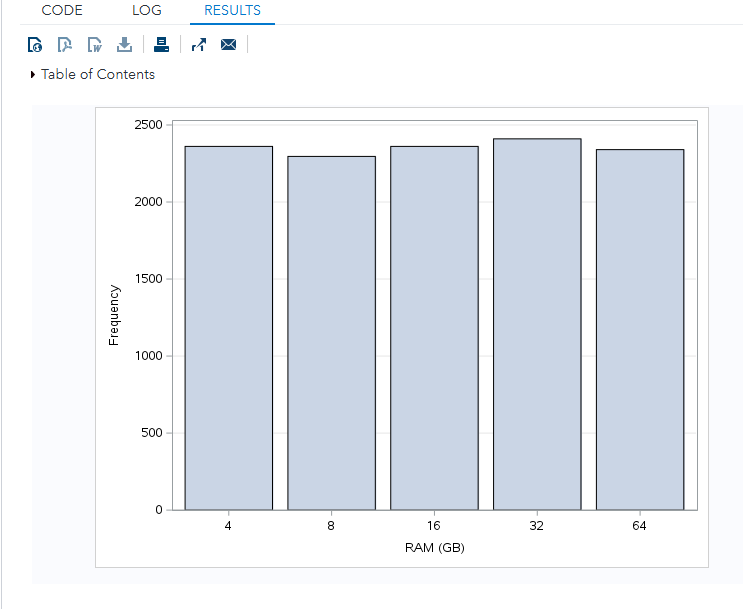 CODE LOG RESULTS
Table of Contents
2500
2000
1500
1000
500
0
Frequency
4 8 16 32 64
RAM (GB)